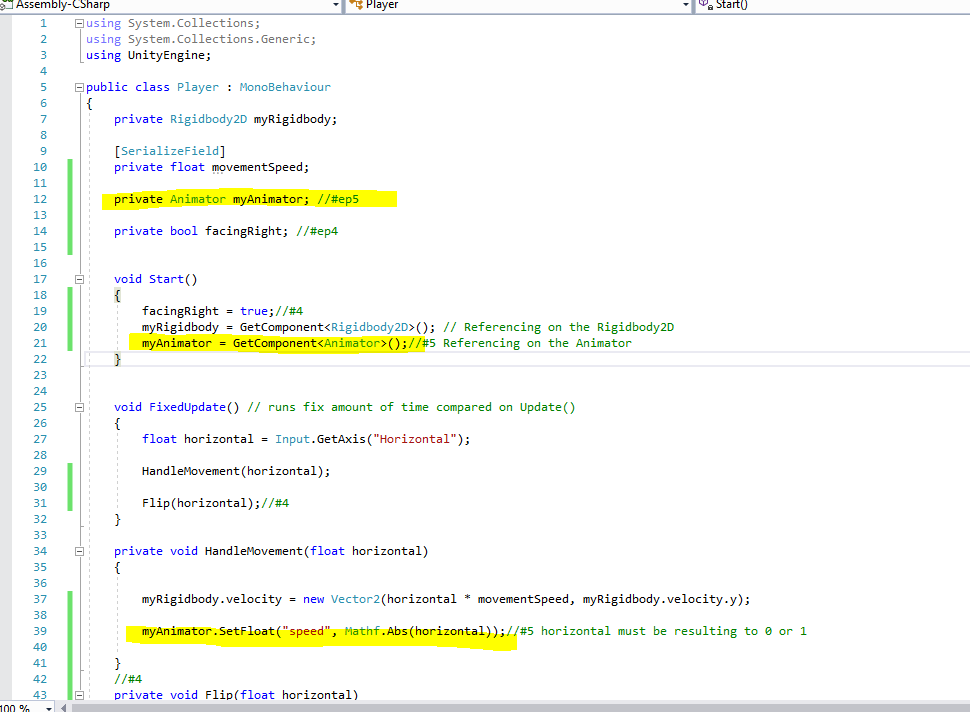 Assembly-CSharp Player Start()
1 using System.Collections;
2 using System.Collections.Generic;
3 using UnityEngine;
4
5 public class Player : MonoBehaviour
6 {
7 private Rigidbody2D myRigidbody;
8
9 [SerializeField]
10 private float movementSpeed;
11
12 private Animator myAnimator; //#ep5
13
14 private bool facingRight; //#ep4
15
16
17 void Start()
18 {
19 facingRight = true;//#4
20 myRigidbody = GetComponent<Rigidbody2D>(); // Referencing on the Rigidbody2D
21 myAnimator = GetComponent<Animator>();//#5 Referencing on the Animator
22 }
23
24
25 void FixedUpdate() // runs fix amount of time compared on Update()
26 {
27 float horizontal = Input.GetAxis("Horizontal");
28
29 HandleMovement(horizontal);
30
31 Flip(horizontal);//#4
32 }
33
34 private void HandleMovement(float horizontal)
35 {
36
37 myRigidbody.velocity = new Vector2(horizontal * movementSpeed, myRigidbody.velocity.y);
38
39 myAnimator.SetFloat("speed", Mathf.Abs(horizontal));//#5 horizontal must be resulting to 0 or 1
40
41 }
42 //#4
43 private void Flip(float horizontal)
100 %